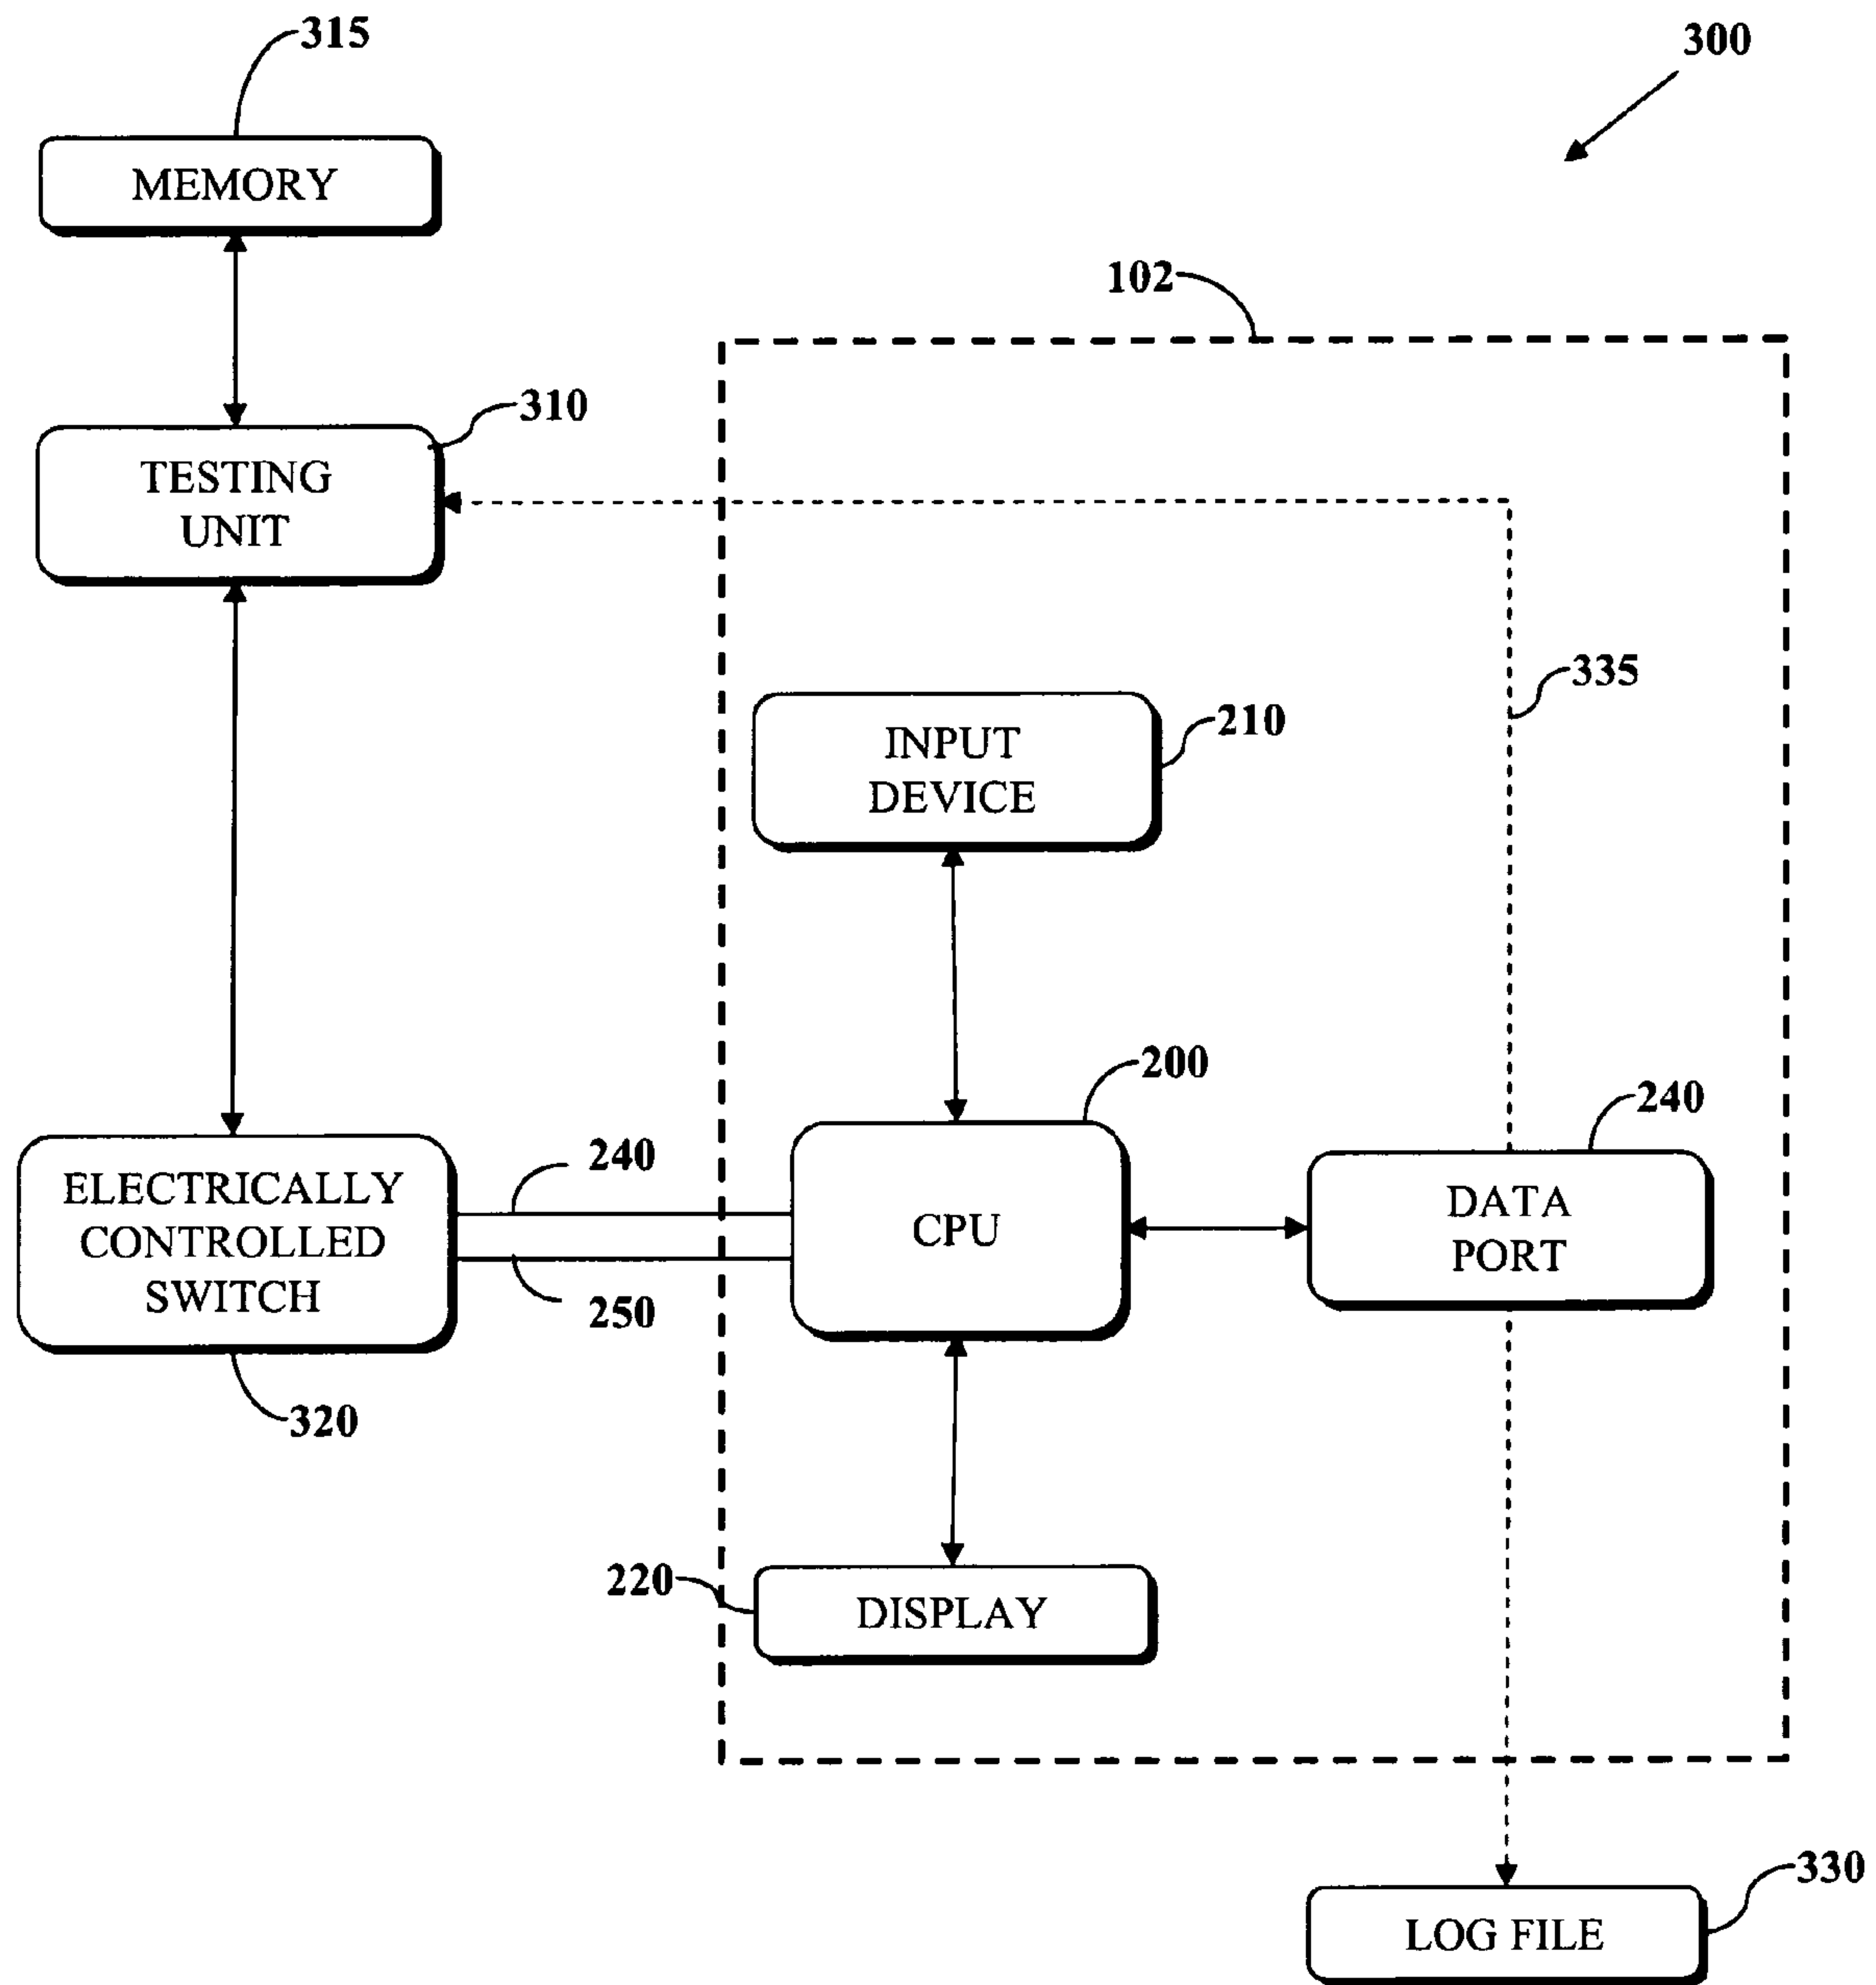 315
300
MEMORY
102
310
TESTING
UNIT
335
210
INPUT
DEVICE
200
240
240
ELECTRICALLY
CONTROLLED
SWITCH
CPU
DATA
PORT
250
320
220
DISPLAY
330
LOG FILE